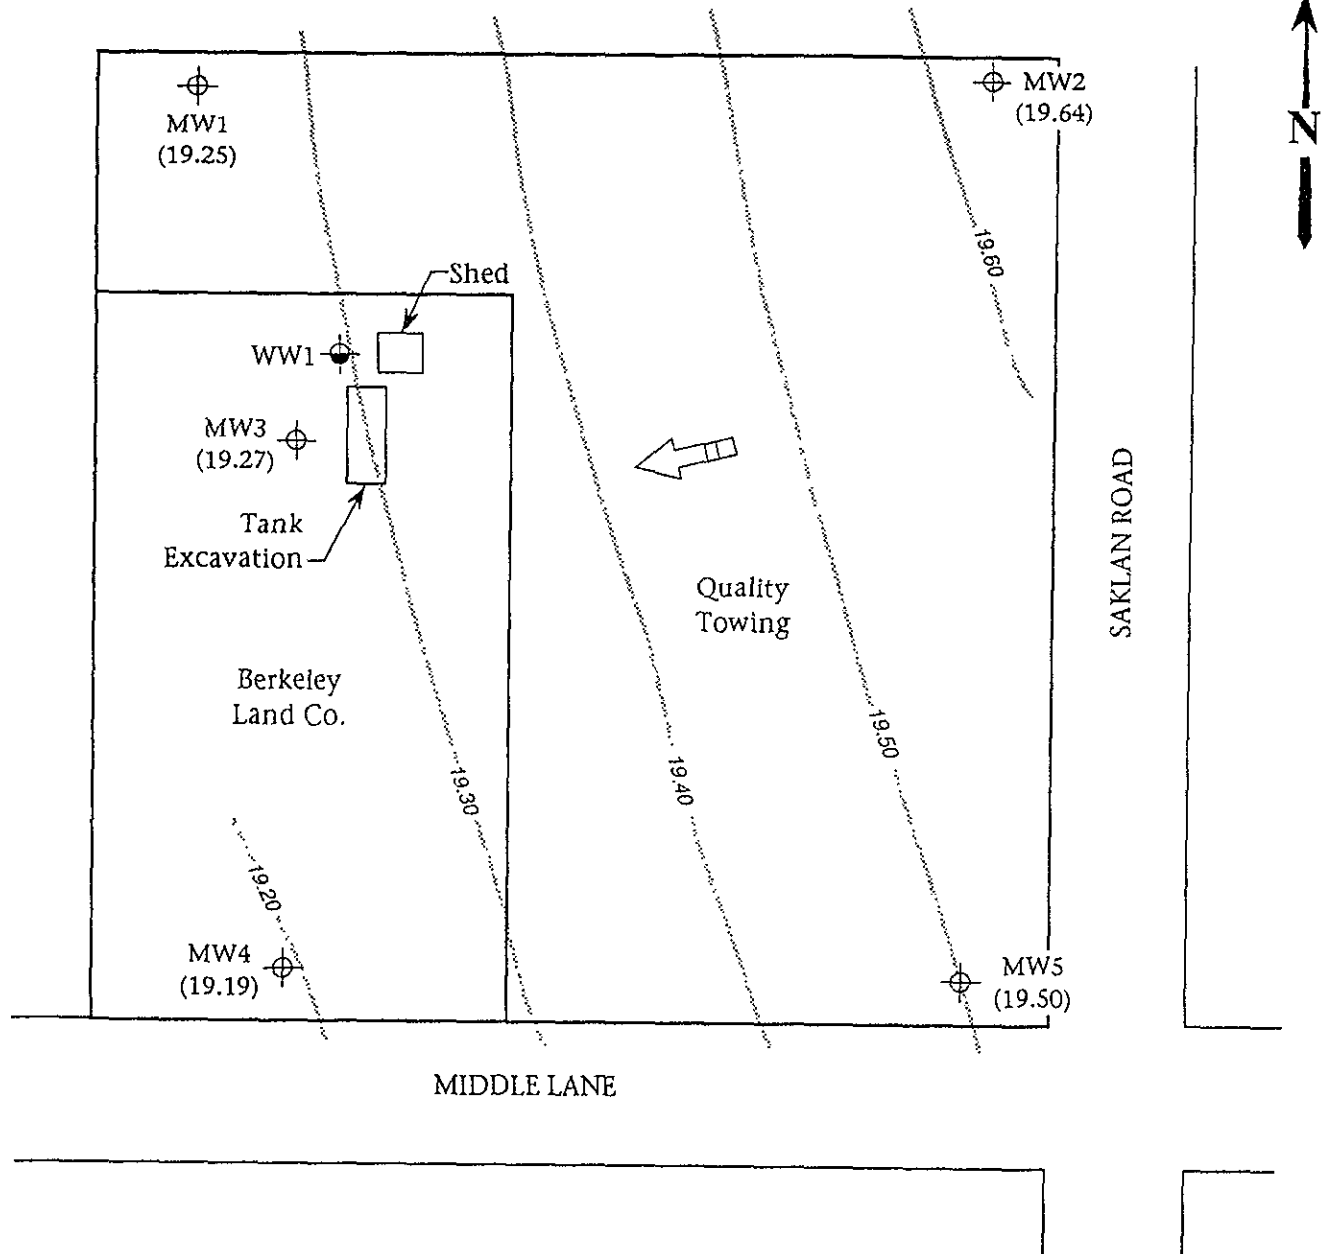 MW1
(19.25)
MW2
(19.64)
N
19.60
Shed
WW1
MW3
(19.27)
Tank
Excavation
Quality
Towing
SAKLAN ROAD
Berkeley
Land Co.
19.50
19.40
19.30
19.20
MW4
(19.19)
MW5
(19.50)
MIDDLE LANE